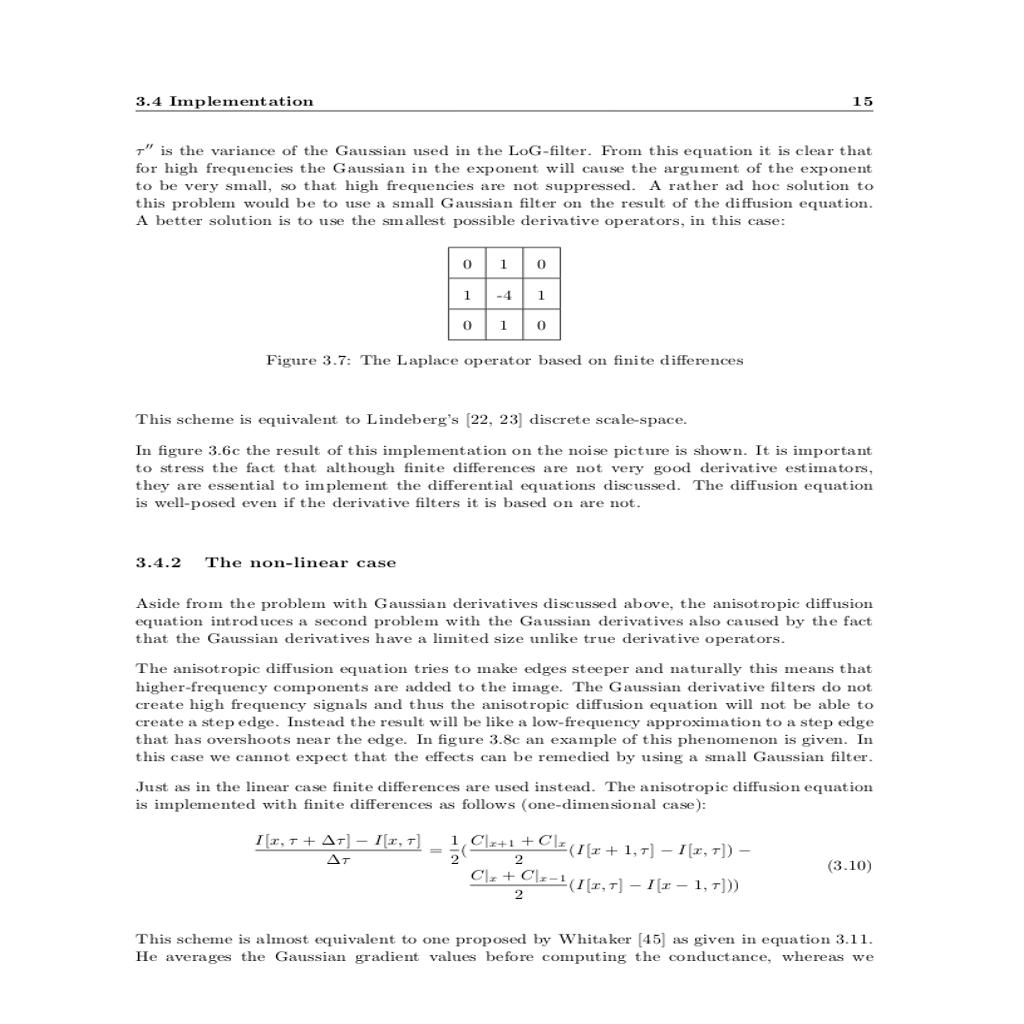 3.4 Implementation 15
τ″ is the variance of the Gaussian used in the LoG-filter. From this equation it is clear that
for high frequencies the Gaussian in the exponent will cause the argument of the exponent
to be very small, so that high frequencies are not suppressed. A rather ad hoc solution to
this problem would be to use a small Gaussian filter on the result of the diffusion equation.
A better solution is to use the smallest possible derivative operators, in this case:
0 1 0
1 -4 1
0 1 0
Figure 3.7: The Laplace operator based on finite differences
This scheme is equivalent to Lindeberg's [22, 23] discrete scale-space.
In figure 3.6c the result of this implementation on the noise picture is shown. It is important
to stress the fact that although finite differences are not very good derivative estimators,
they are essential to implement the differential equations discussed. The diffusion equation
is well-posed even if the derivative filters it is based on are not.
3.4.2 The non-linear case
Aside from the problem with Gaussian derivatives discussed above, the anisotropic diffusion
equation introduces a second problem with the Gaussian derivatives also caused by the fact
that the Gaussian derivatives have a limited size unlike true derivative operators.
The anisotropic diffusion equation tries to make edges steeper and naturally this means that
higher-frequency components are added to the image. The Gaussian derivative filters do not
create high frequency signals and thus the anisotropic diffusion equation will not be able to
create a step edge. Instead the result will be like a low-frequency approximation to a step edge
that has overshoots near the edge. In figure 3.8c an example of this phenomenon is given. In
this case we cannot expect that the effects can be remedied by using a small Gaussian filter.
Just as in the linear case finite differences are used instead. The anisotropic diffusion equation
is implemented with finite differences as follows (one-dimensional case):
(I[x, τ + Δτ] − I[x, τ])/Δτ = 1/2((C|x+1 + C|x)/2 (I[x + 1, τ] − I[x, τ]) −
(C|x + C|x−1)/2 (I[x, τ] − I[x − 1, τ])) (3.10)
This scheme is almost equivalent to one proposed by Whitaker [45] as given in equation 3.11.
He averages the Gaussian gradient values before computing the conductance, whereas we